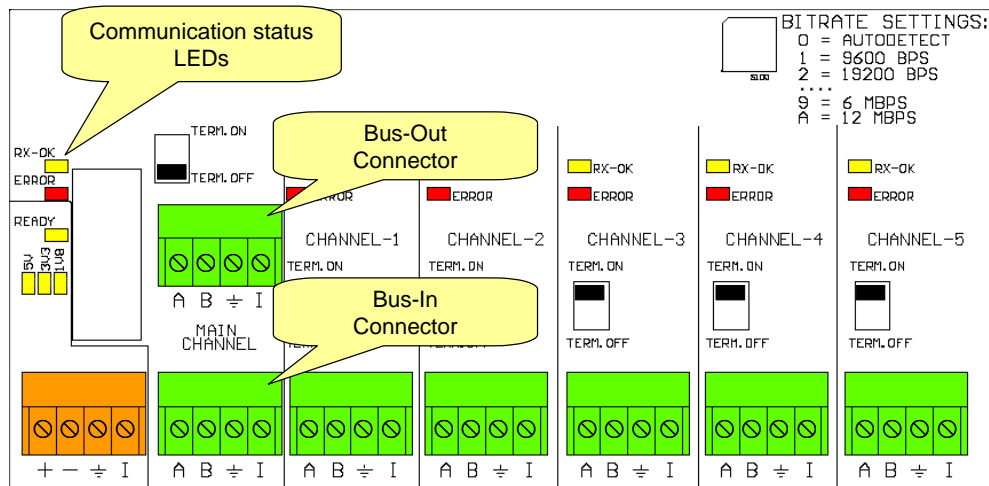 Communication status
LEDs
BITRATE SETTINGS:
0 = AUTODETECT
1 = 9600 BPS
2 = 19200 BPS
....
9 = 6 MBPS
A = 12 MBPS
S100
TERM.ON
TERM.OFF
Bus-Out
Connector
RX-OK
ERROR
READY
5V
3V3
1V8
RX-OK
RX-OK
RX-OK
ERROR
ERROR
ERROR
ERROR
ERROR
CHANNEL-1
CHANNEL-2
CHANNEL-3
CHANNEL-4
CHANNEL-5
TERM.ON
TERM.ON
TERM.ON
TERM.ON
TERM.ON
A B ⏚ I
Bus-In
Connector
MAIN
CHANNEL
TERM.OFF
TERM.OFF
TERM.OFF
+ - ⏚ I
A B ⏚ I
A B ⏚ I
A B ⏚ I
A B ⏚ I
A B ⏚ I
A B ⏚ I